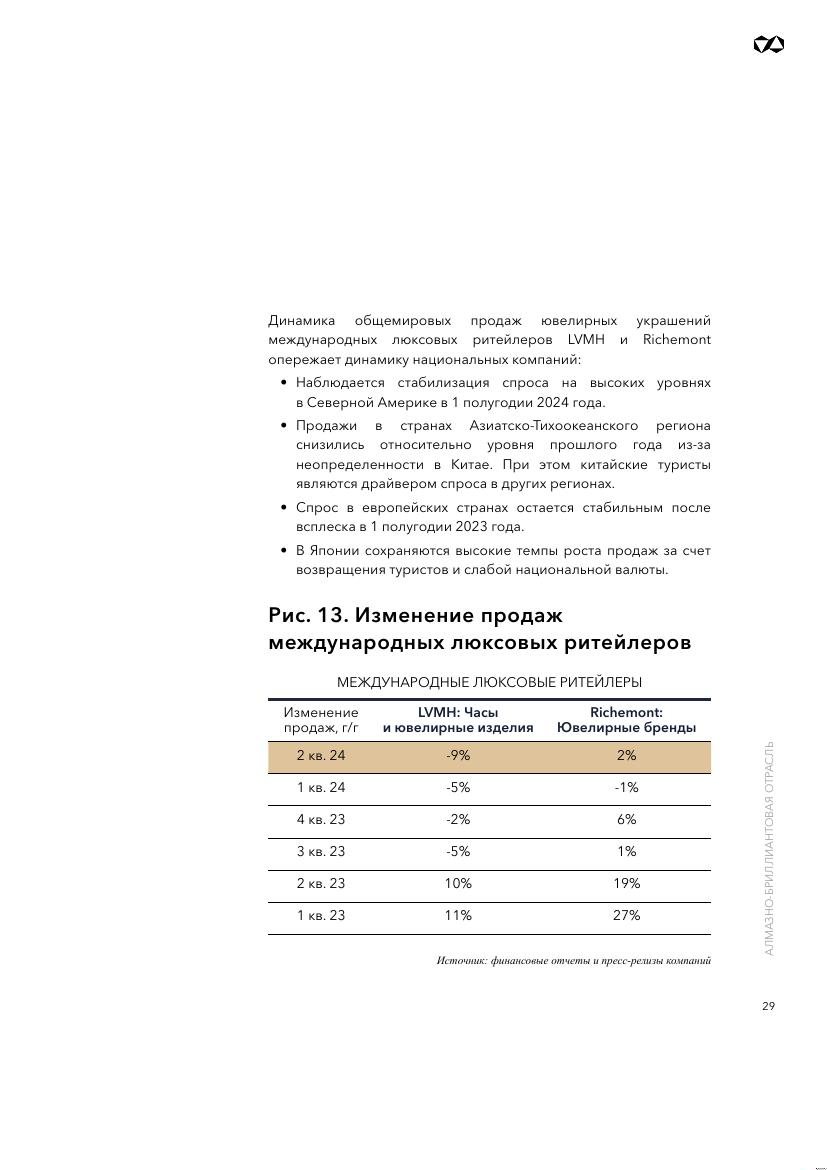 Динамика общемировых продаж ювелирных украшений
международных люксовых ритейлеров LVMH и Richemont
опережает динамику национальных компаний:
• Наблюдается стабилизация спроса на высоких уровнях
в Северной Америке в 1 полугодии 2024 года.
• Продажи в странах Азиатско-Тихоокеанского региона
снизились относительно уровня прошлого года из-за
неопределенности в Китае. При этом китайские туристы
являются драйвером спроса в других регионах.
• Спрос в европейских странах остается стабильным после
всплеска в 1 полугодии 2023 года.
• В Японии сохраняются высокие темпы роста продаж за счет
возвращения туристов и слабой национальной валюты.
Рис. 13. Изменение продаж
международных люксовых ритейлеров
МЕЖДУНАРОДНЫЕ ЛЮКСОВЫЕ РИТЕЙЛЕРЫ
Изменение LVMH: Часы Richemont:
продаж, г/г и ювелирные изделия Ювелирные бренды
2 кв. 24 -9% 2%
1 кв. 24 -5% -1%
4 кв. 23 -2% 6%
3 кв. 23 -5% 1%
2 кв. 23 10% 19%
1 кв. 23 11% 27%
Источник: финансовые отчеты и пресс-релизы компаний
АЛМАЗНО-БРИЛЛИАНТОВАЯ ОТРАСЛЬ
29